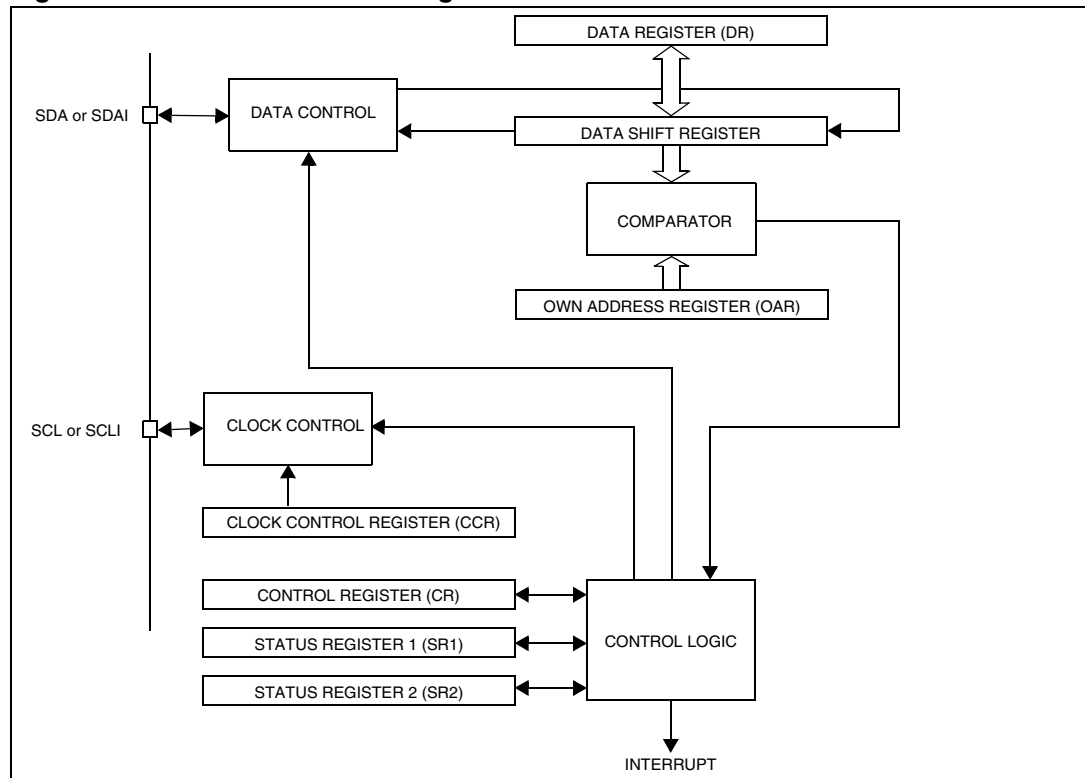 DATA REGISTER (DR)
SDA or SDAI
DATA CONTROL
DATA SHIFT REGISTER
COMPARATOR
OWN ADDRESS REGISTER (OAR)
SCL or SCLI
CLOCK CONTROL
CLOCK CONTROL REGISTER (CCR)
CONTROL REGISTER (CR)
STATUS REGISTER 1 (SR1)
CONTROL LOGIC
STATUS REGISTER 2 (SR2)
INTERRUPT